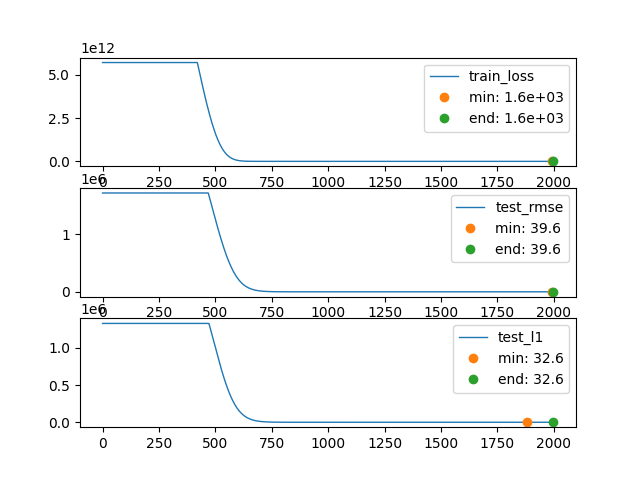 1e12
5.0
2.5
0.0
train_loss
min: 1.6e+03
end: 1.6e+03
0 250 500 750 1000 1250 1500 1750 2000
1e6
1
0
test_rmse
min: 39.6
end: 39.6
0 250 500 750 1000 1250 1500 1750 2000
1e6
1.0
0.5
0.0
test_l1
min: 32.6
end: 32.6
0 250 500 750 1000 1250 1500 1750 2000